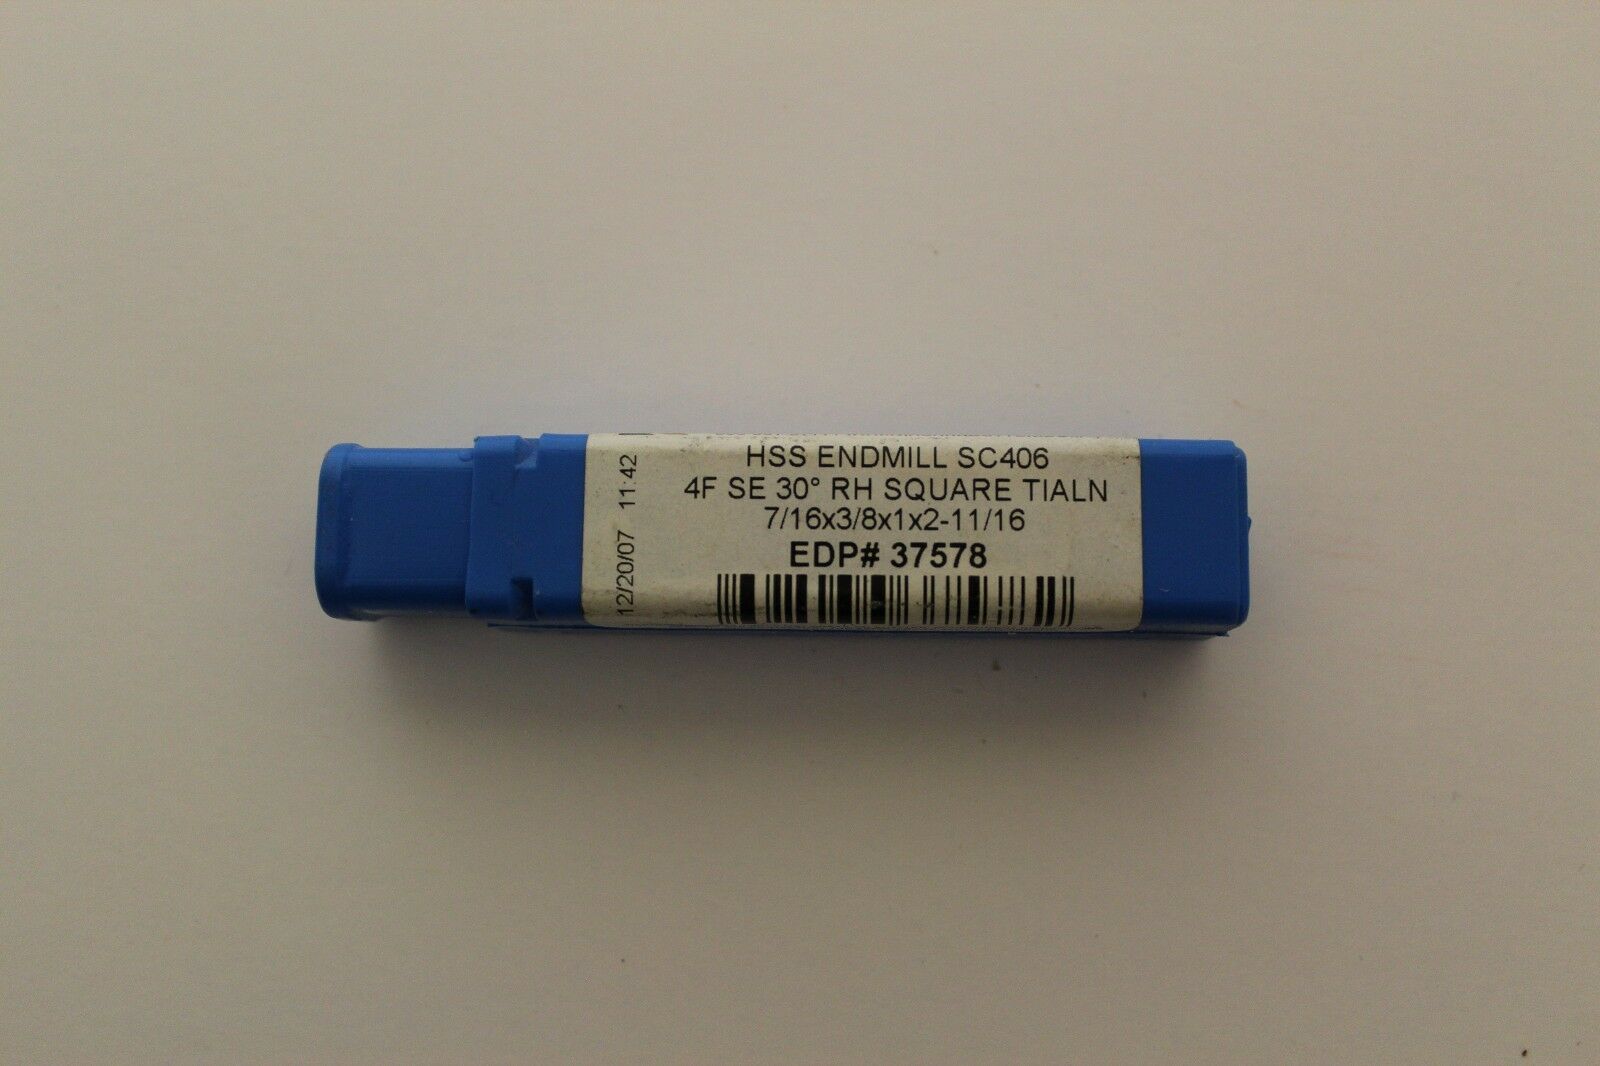 HSS ENDMILL SC406
4F SE 30° RH SQUARE TIALN
7/16x3/8x1x2-11/16
EDP# 37578
12/20/07 11:42